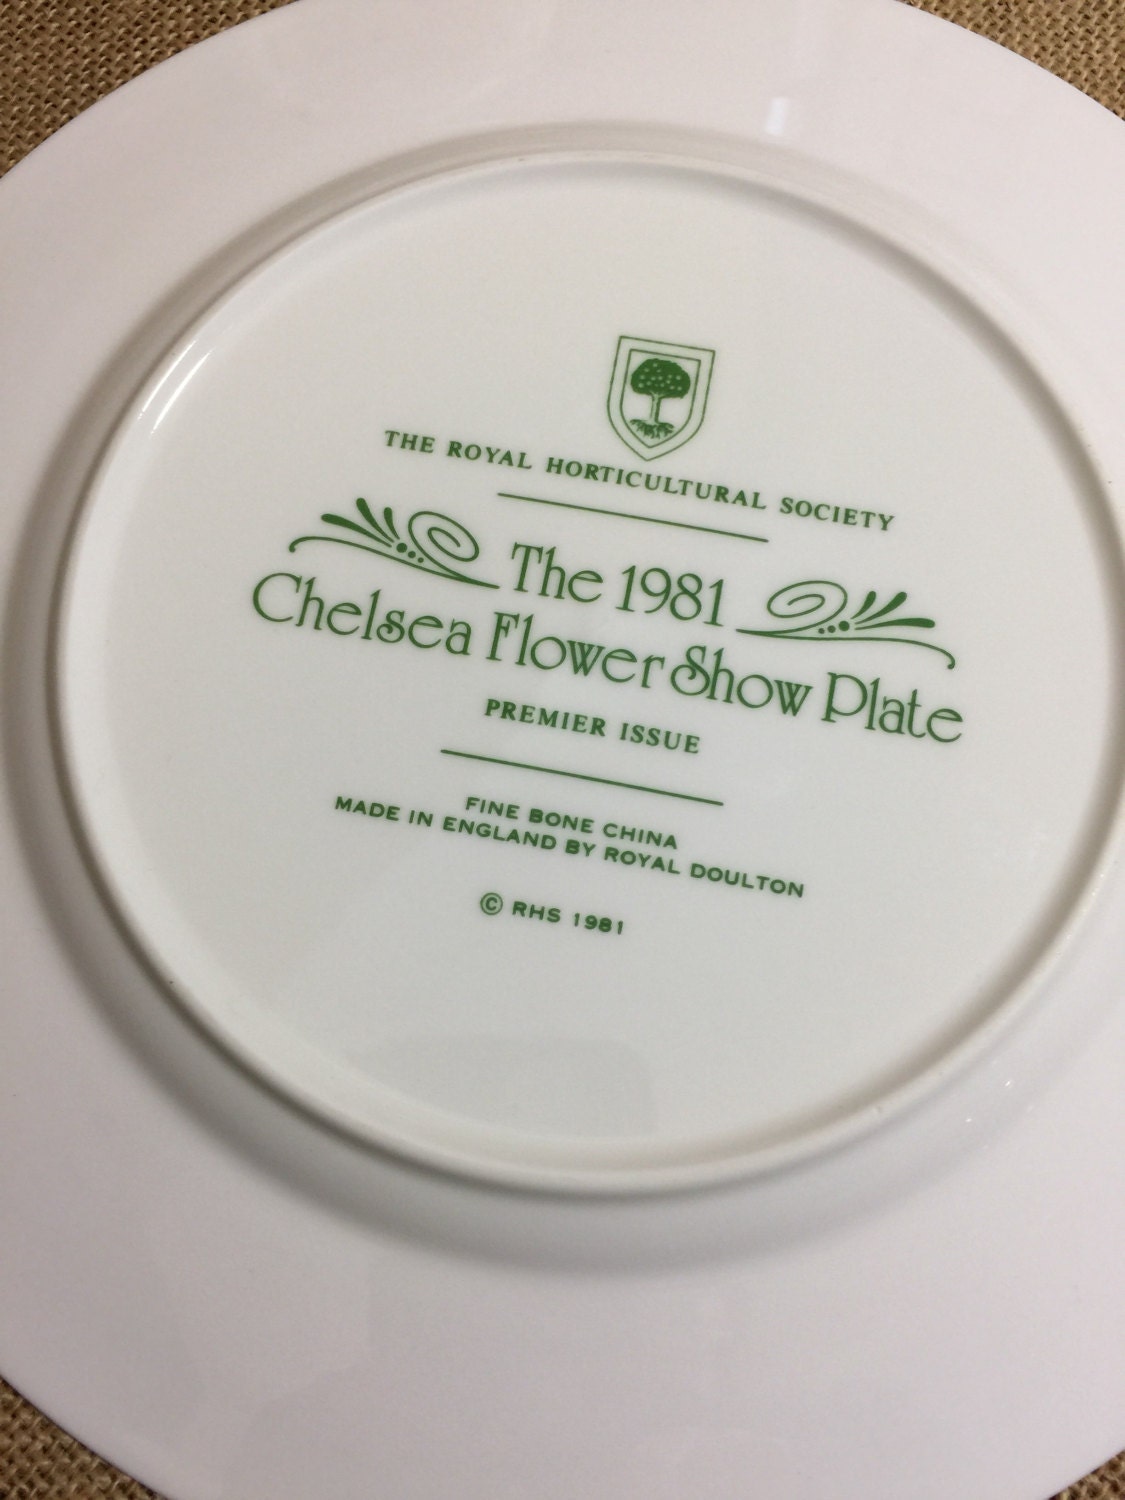 THE ROYAL HORTICULTURAL SOCIETY
The 1981
Chelsea Flower Show Plate
PREMIER ISSUE
FINE BONE CHINA
MADE IN ENGLAND BY ROYAL DOULTON
© RHS 1981